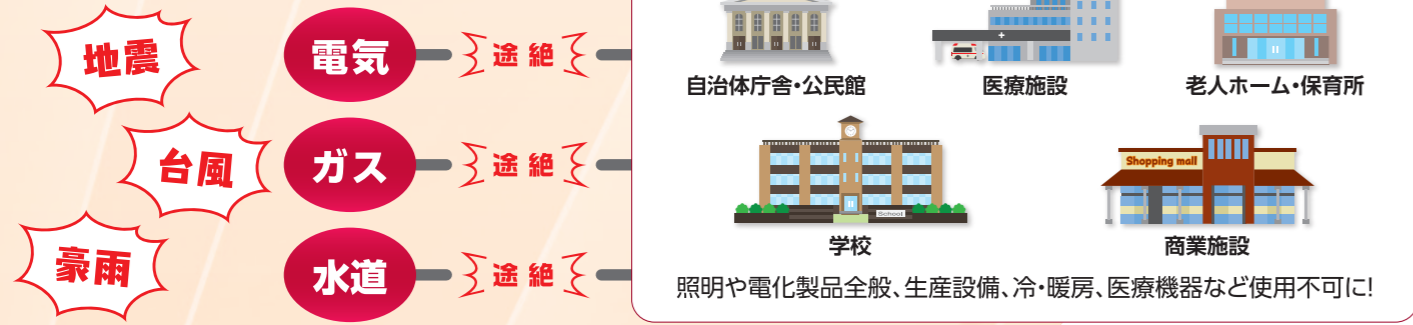 地震
台風
豪雨
電気
途絶
ガス
途絶
水道
途絶
自治体庁舎・公民館
医療施設
老人ホーム・保育所
School
学校
Shopping mall
商業施設
照明や電化製品全般、生産設備、冷・暖房、医療機器など使用不可に!